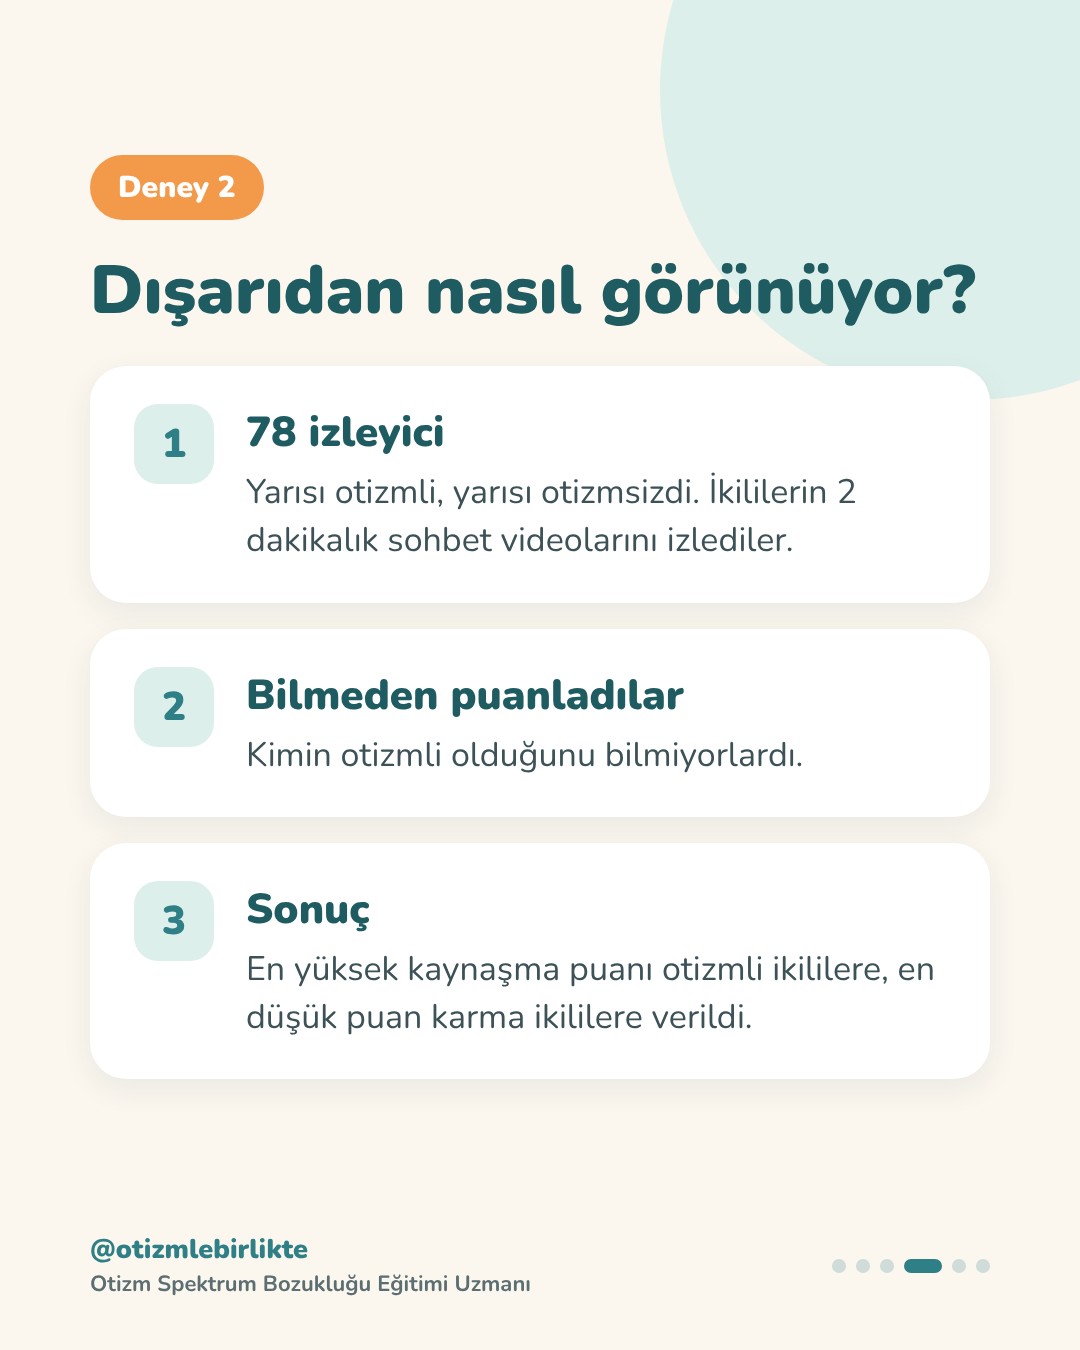 Deney 2
Dışarıdan nasıl görünüyor?
1
78 izleyici
Yarısı otizmli, yarısı otizmsizdi. İkililerin 2
dakikalık sohbet videolarını izlediler.
2
Bilmeden puanladılar
Kimin otizmli olduğunu bilmiyorlardı.
3
Sonuç
En yüksek kaynaşma puanı otizmli ikililere, en
düşük puan karma ikililere verildi.
@otizmlebirlikte
Otizm Spektrum Bozukluğu Eğitimi Uzmanı